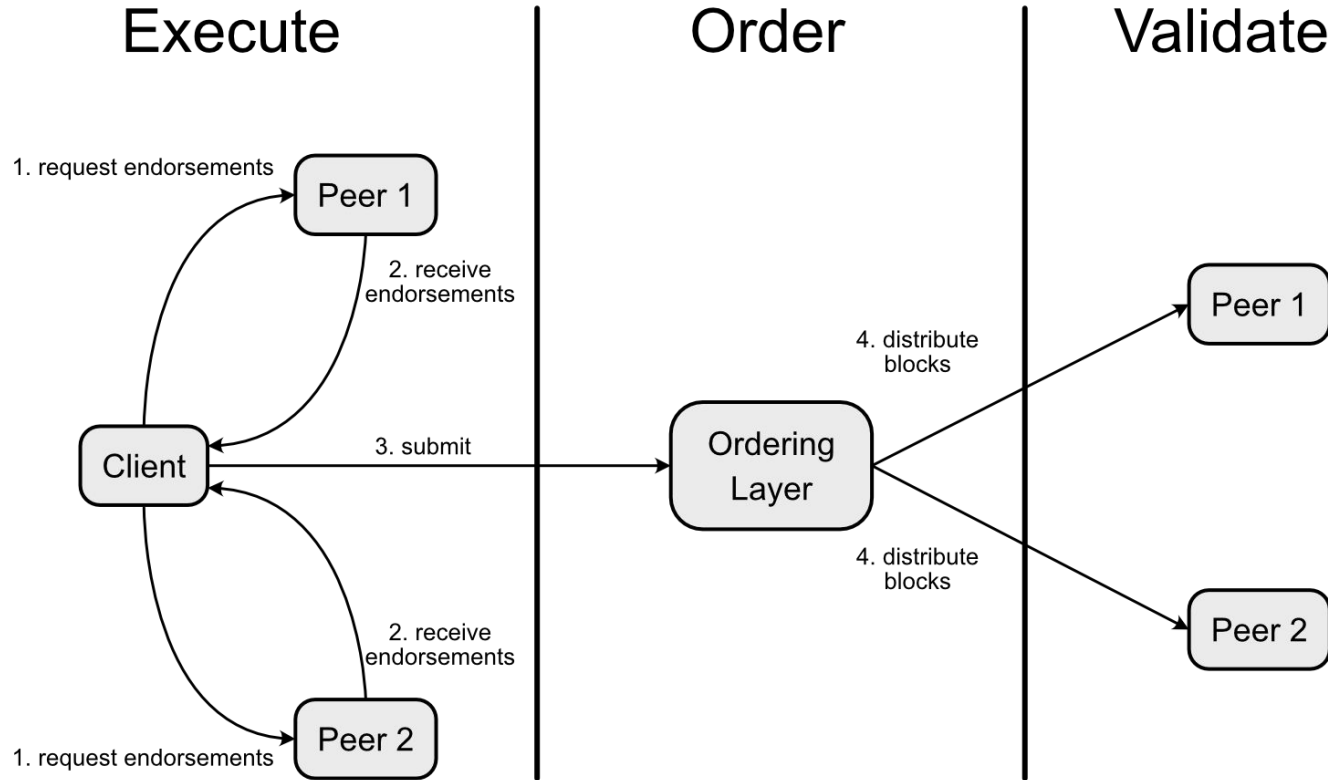 Execute
Order
Validate
1. request endorsements
Peer 1
2. receive
endorsements
Client
3. submit
2. receive
endorsements
Peer 2
1. request endorsements
Ordering
Layer
4. distribute
blocks
4. distribute
blocks
Peer 1
Peer 2